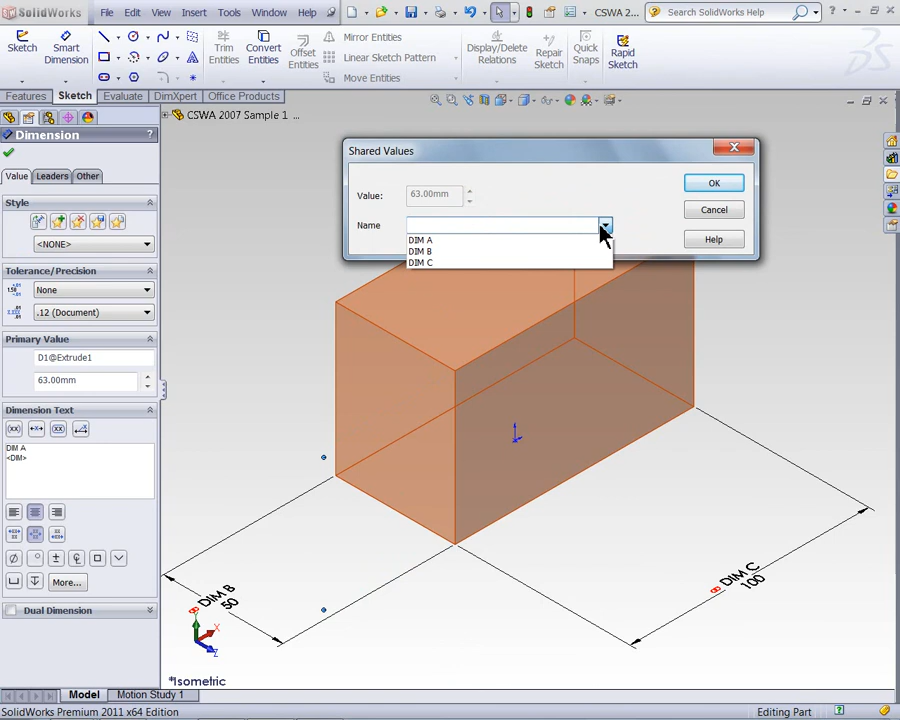 SolidWorks
File Edit View Insert Tools Window Help
CSWA 2...
Search SolidWorks Help
Sketch
Smart Dimension
Trim Entities
Convert Entities
Offset Entities
Mirror Entities
Linear Sketch Pattern
Move Entities
Display/Delete Relations
Repair Sketch
Quick Snaps
Rapid Sketch
Features Sketch Evaluate DimXpert Office Products
CSWA 2007 Sample 1 ...
Dimension ?
Value Leaders Other
Style
<NONE>
Tolerance/Precision
None
.12 (Document)
Primary Value
D1@Extrude1
63.00mm
Dimension Text
DIM A
<DIM>
More...
Dual Dimension
Shared Values
Value: 63.00mm
Name
DIM A
DIM B
DIM C
OK
Cancel
Help
DIM B
50
DIM C
100
X
Z
*Isometric
Model Motion Study 1
SolidWorks Premium 2011 x64 Edition
Editing Part